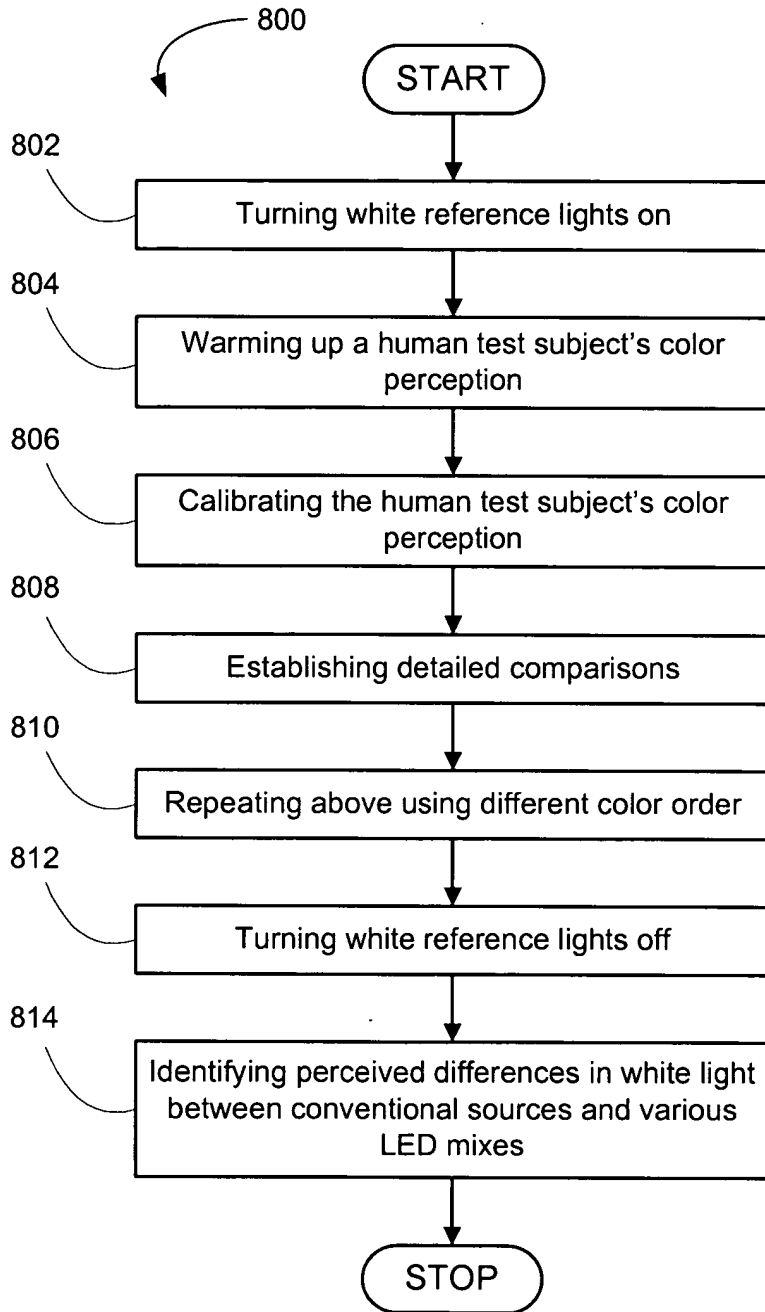 800
START
802
Turning white reference lights on
804
Warming up a human test subject's color
perception
806
Calibrating the human test subject's color
perception
808
Establishing detailed comparisons
810
Repeating above using different color order
812
Turning white reference lights off
814
Identifying perceived differences in white light
between conventional sources and various
LED mixes
STOP